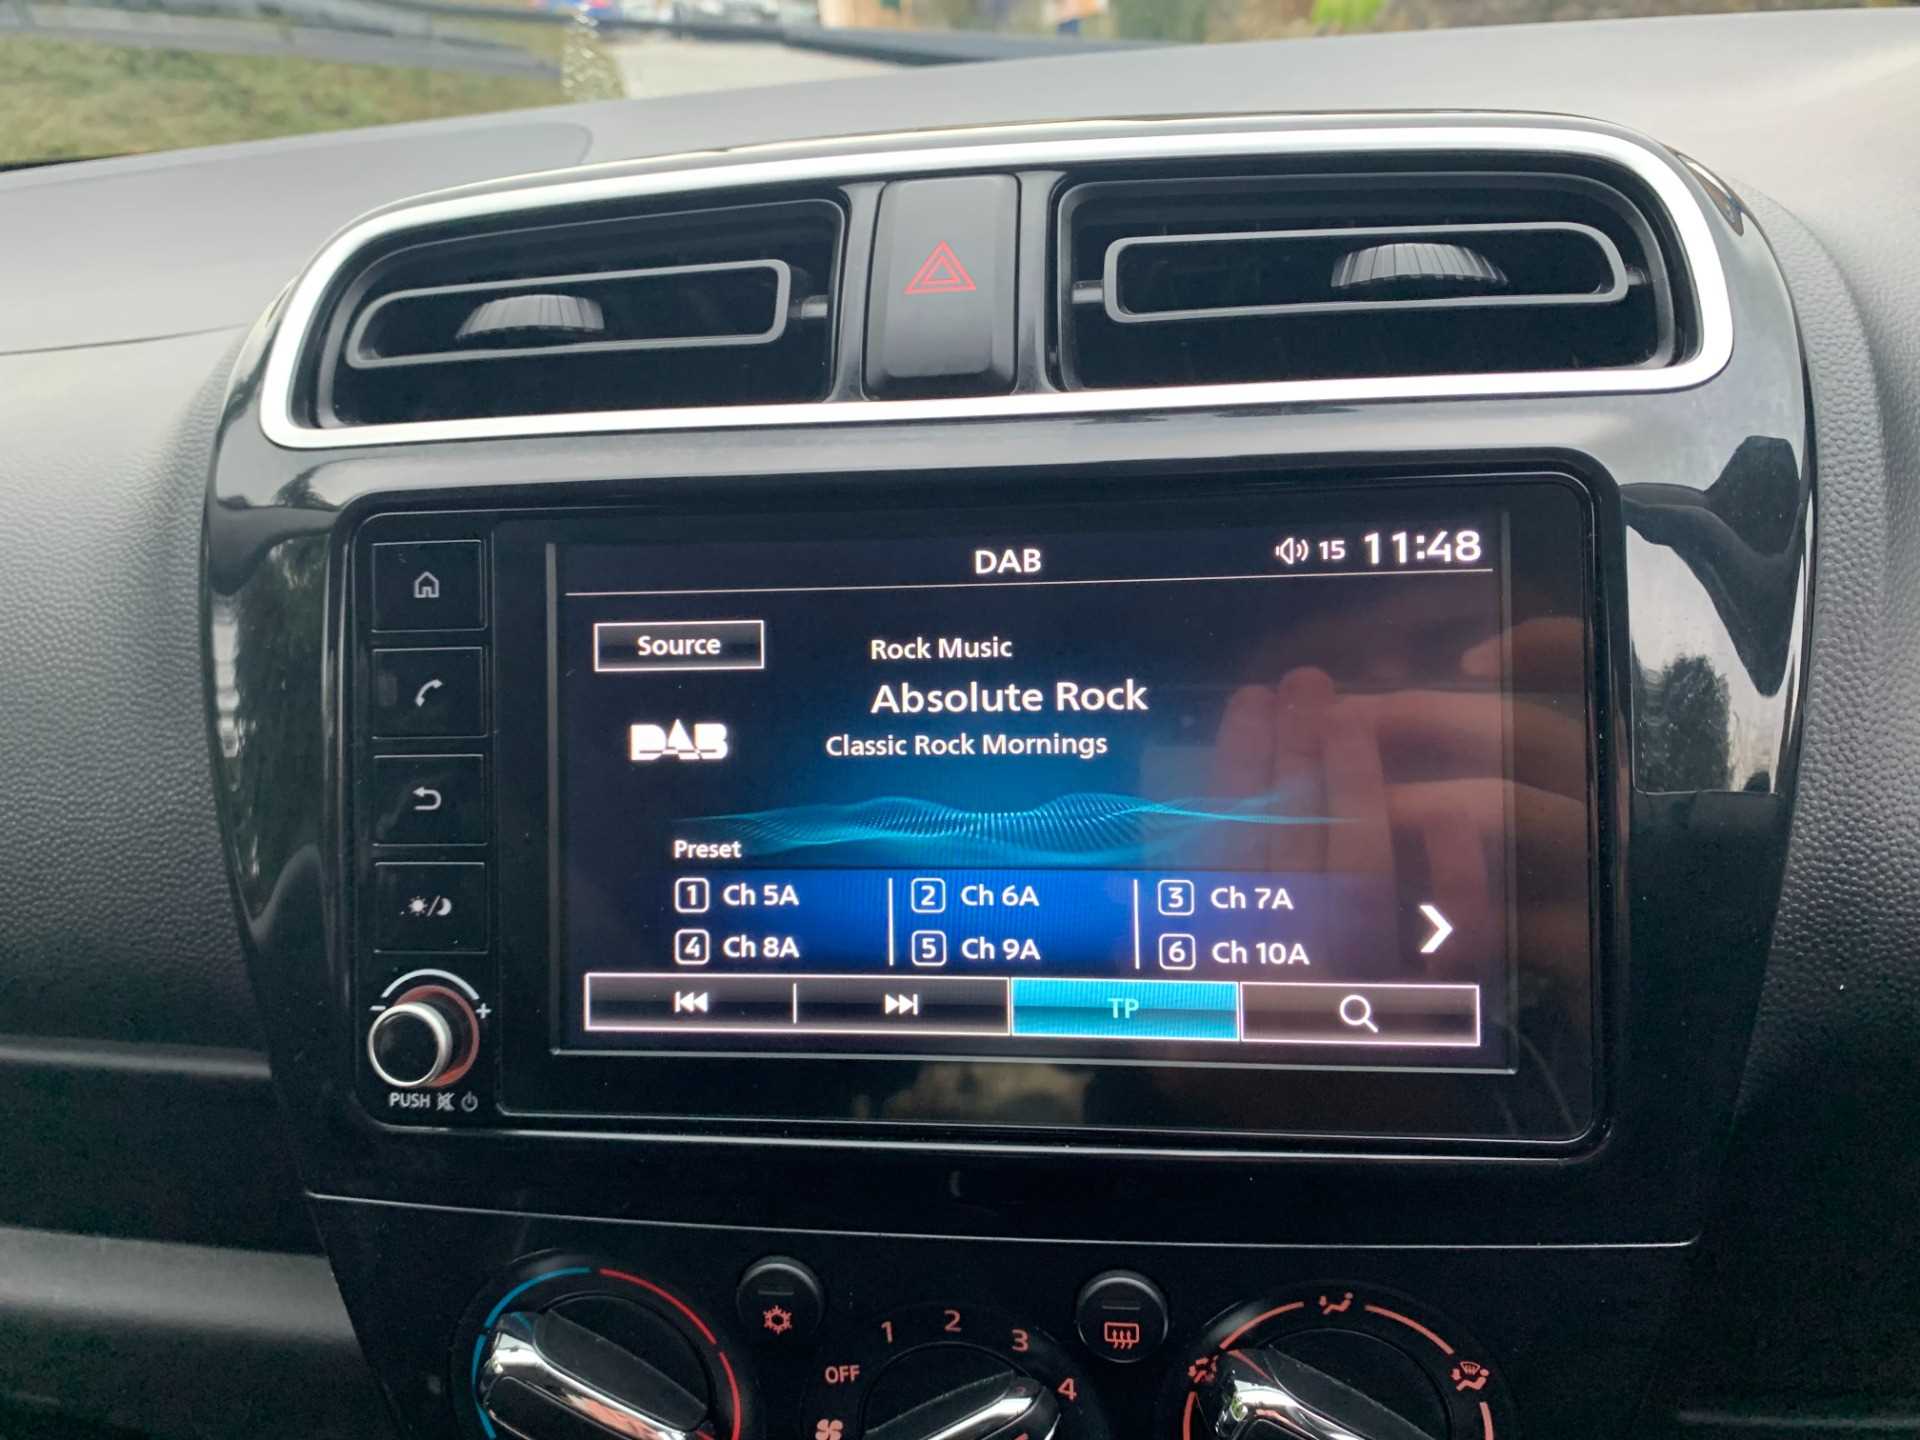 DAB
15 11:48
Source
Rock Music
Absolute Rock
DAB
Classic Rock Mornings
Preset
1 Ch 5A
2 Ch 6A
3 Ch 7A
4 Ch 8A
5 Ch 9A
6 Ch 10A
TP
- +
PUSH
OFF 1 2 3 4